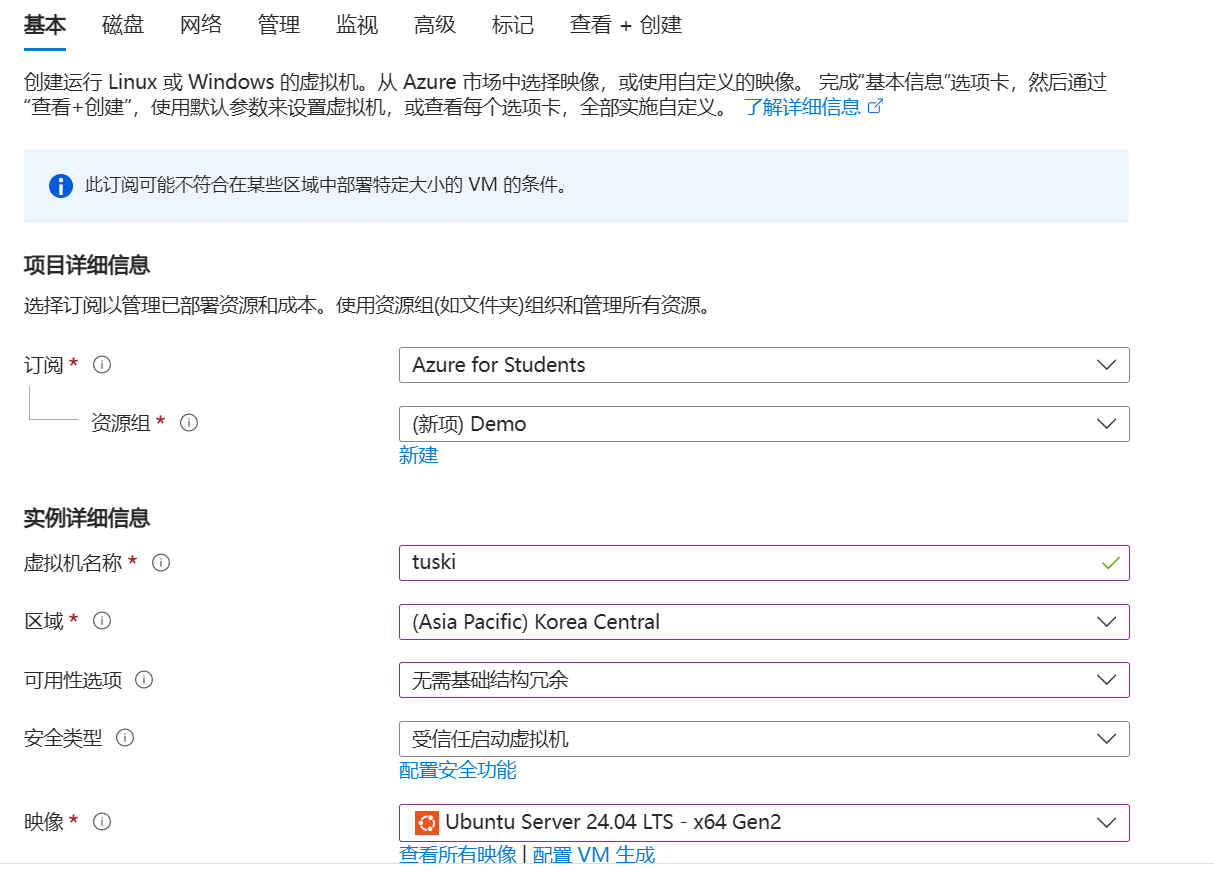 基本 磁盘 网络 管理 监视 高级 标记 查看 + 创建
创建运行 Linux 或 Windows 的虚拟机。从 Azure 市场中选择映像，或使用自定义的映像。 完成“基本信息”选项卡，然后通过
“查看+创建”，使用默认参数来设置虚拟机，或查看每个选项卡，全部实施自定义。 了解详细信息
此订阅可能不符合在某些区域中部署特定大小的 VM 的条件。
项目详细信息
选择订阅以管理已部署资源和成本。使用资源组(如文件夹)组织和管理所有资源。
订阅 * Azure for Students
资源组 * (新项) Demo
新建
实例详细信息
虚拟机名称 * tuski
区域 * (Asia Pacific) Korea Central
可用性选项 无需基础结构冗余
安全类型 受信任启动虚拟机
配置安全功能
映像 * Ubuntu Server 24.04 LTS - x64 Gen2
查看所有映像 | 配置 VM 生成